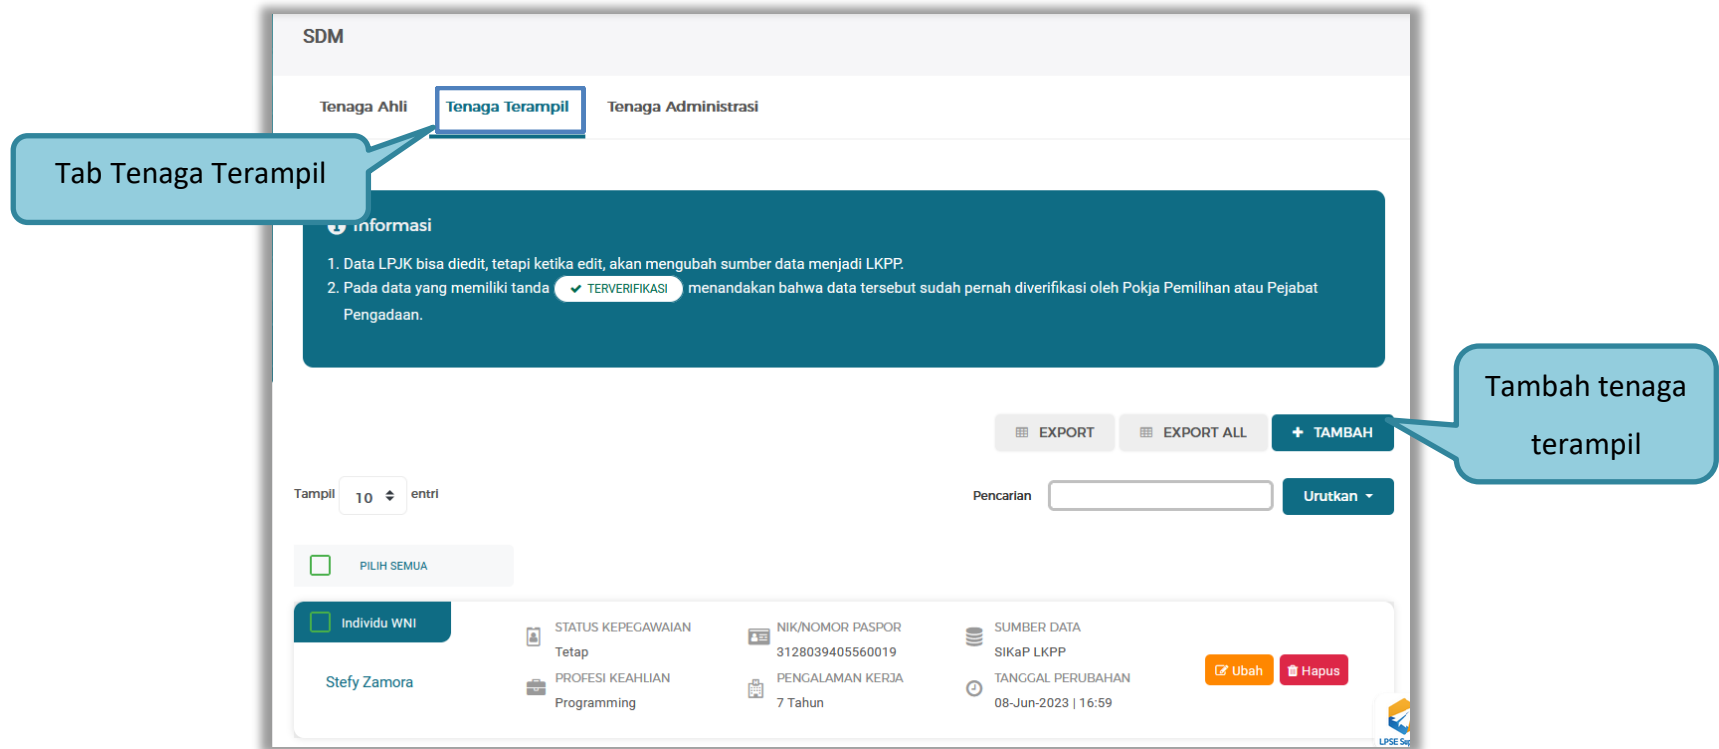 SDM
Tenaga Ahli Tenaga Terampil Tenaga Administrasi
Tab Tenaga Terampil
Informasi
1. Data LPJK bisa diedit, tetapi ketika edit, akan mengubah sumber data menjadi LKPP.
2. Pada data yang memiliki tanda TERVERIFIKASI menandakan bahwa data tersebut sudah pernah diverifikasi oleh Pokja Pemilihan atau Pejabat
Pengadaan.
Tambah tenaga
terampil
EXPORT EXPORT ALL + TAMBAH
Tampil 10 entri Pencarian Urutkan
PILIH SEMUA
Individu WNI
Stefy Zamora
STATUS KEPEGAWAIAN
Tetap
PROFESI KEAHLIAN
Programming
NIK/NOMOR PASPOR
3128039405560019
PENGALAMAN KERJA
7 Tahun
SUMBER DATA
SIKaP LKPP
TANGGAL PERUBAHAN
08-Jun-2023 | 16:59
Ubah Hapus
LPSE